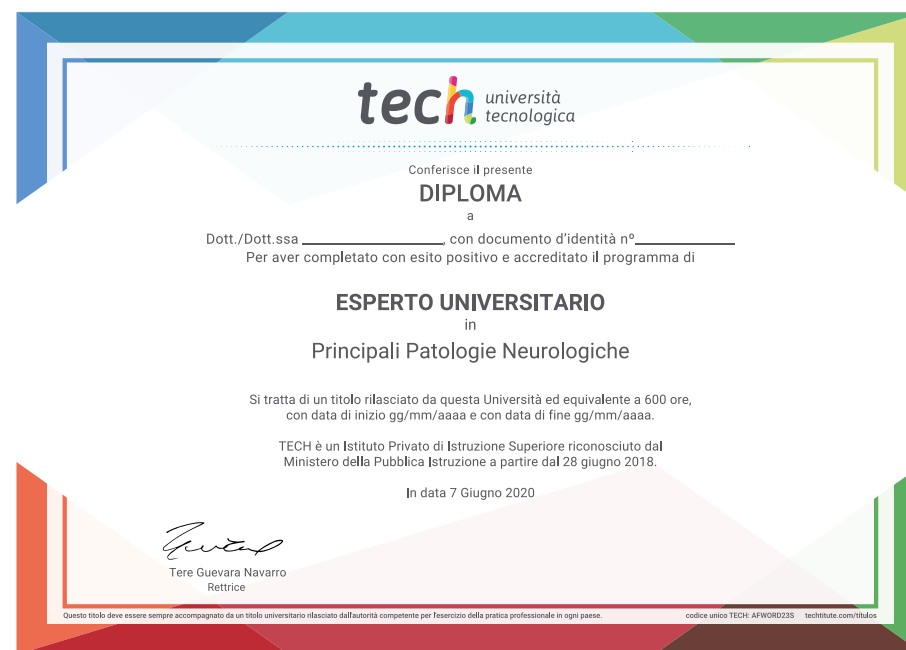 tech università
tecnologica
Conferisce il presente
DIPLOMA
a
Dott./Dott.ssa _____________, con documento d'identità nº_________
Per aver completato con esito positivo e accreditato il programma di
ESPERTO UNIVERSITARIO
in
Principali Patologie Neurologiche
Si tratta di un titolo rilasciato da questa Università ed equivalente a 600 ore,
con data di inizio gg/mm/aaaa e con data di fine gg/mm/aaaa.
TECH è un Istituto Privato di Istruzione Superiore riconosciuto dal
Ministero della Pubblica Istruzione a partire dal 28 giugno 2018.
In data 7 Giugno 2020
Tere Guevara Navarro
Rettrice
Questo titolo deve essere sempre accompagnato da un titolo universitario rilasciato dall'autorità competente per l'esercizio della pratica professionale in ogni paese. codice unico TECH: AFWORD23S techtitute.com/titulos